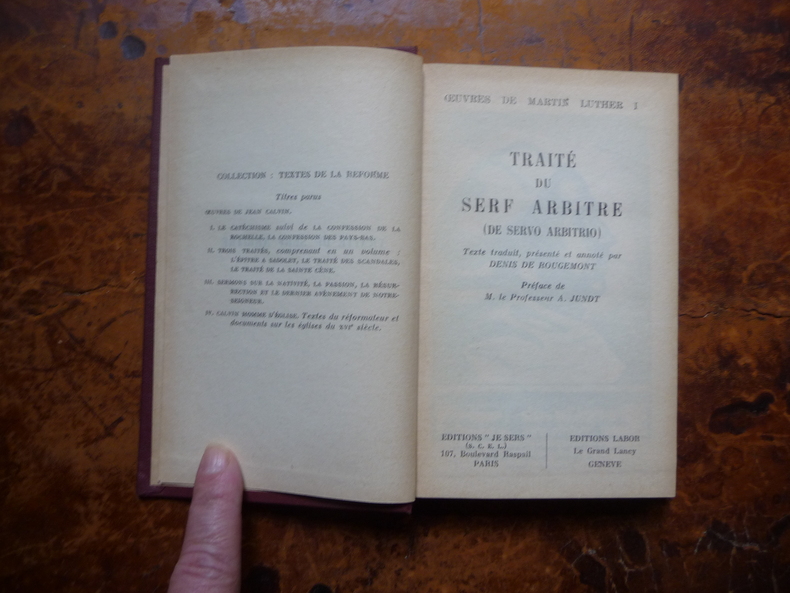 COLLECTION : TEXTES DE LA REFORME
Titres parus
ŒUVRES DE JEAN CALVIN.
I. LE CATÉCHISME suivi de LA CONFESSION DE LA
ROCHELLE, LA CONFESSION DES PAYS-BAS.
II. TROIS TRAITÉS, comprenant en un volume :
L'ÉPITRE A SADOLET, LE TRAITÉ DES SCANDALES,
LE TRAITÉ DE LA SAINTE CÈNE.
III. SERMONS SUR LA NATIVITÉ, LA PASSION, LA RÉSUR-
RECTION ET LE DERNIER AVÈNEMENT DE NOTRE-
SEIGNEUR.
IV. CALVIN HOMME D'ÉGLISE. Textes du réformateur et
documents sur les églises du XVIe siècle.
ŒUVRES DE MARTIN LUTHER I
TRAITÉ
DU
SERF ARBITRE
(DE SERVO ARBITRIO)
Texte traduit, présenté et annoté par
DENIS DE ROUGEMONT
Préface de
M. le Professeur A. JUNDT
EDITIONS "JE SERS"
(S. C. E. L.)
107, Boulevard Raspail
PARIS
EDITIONS LABOR
Le Grand Lancy
GENEVE